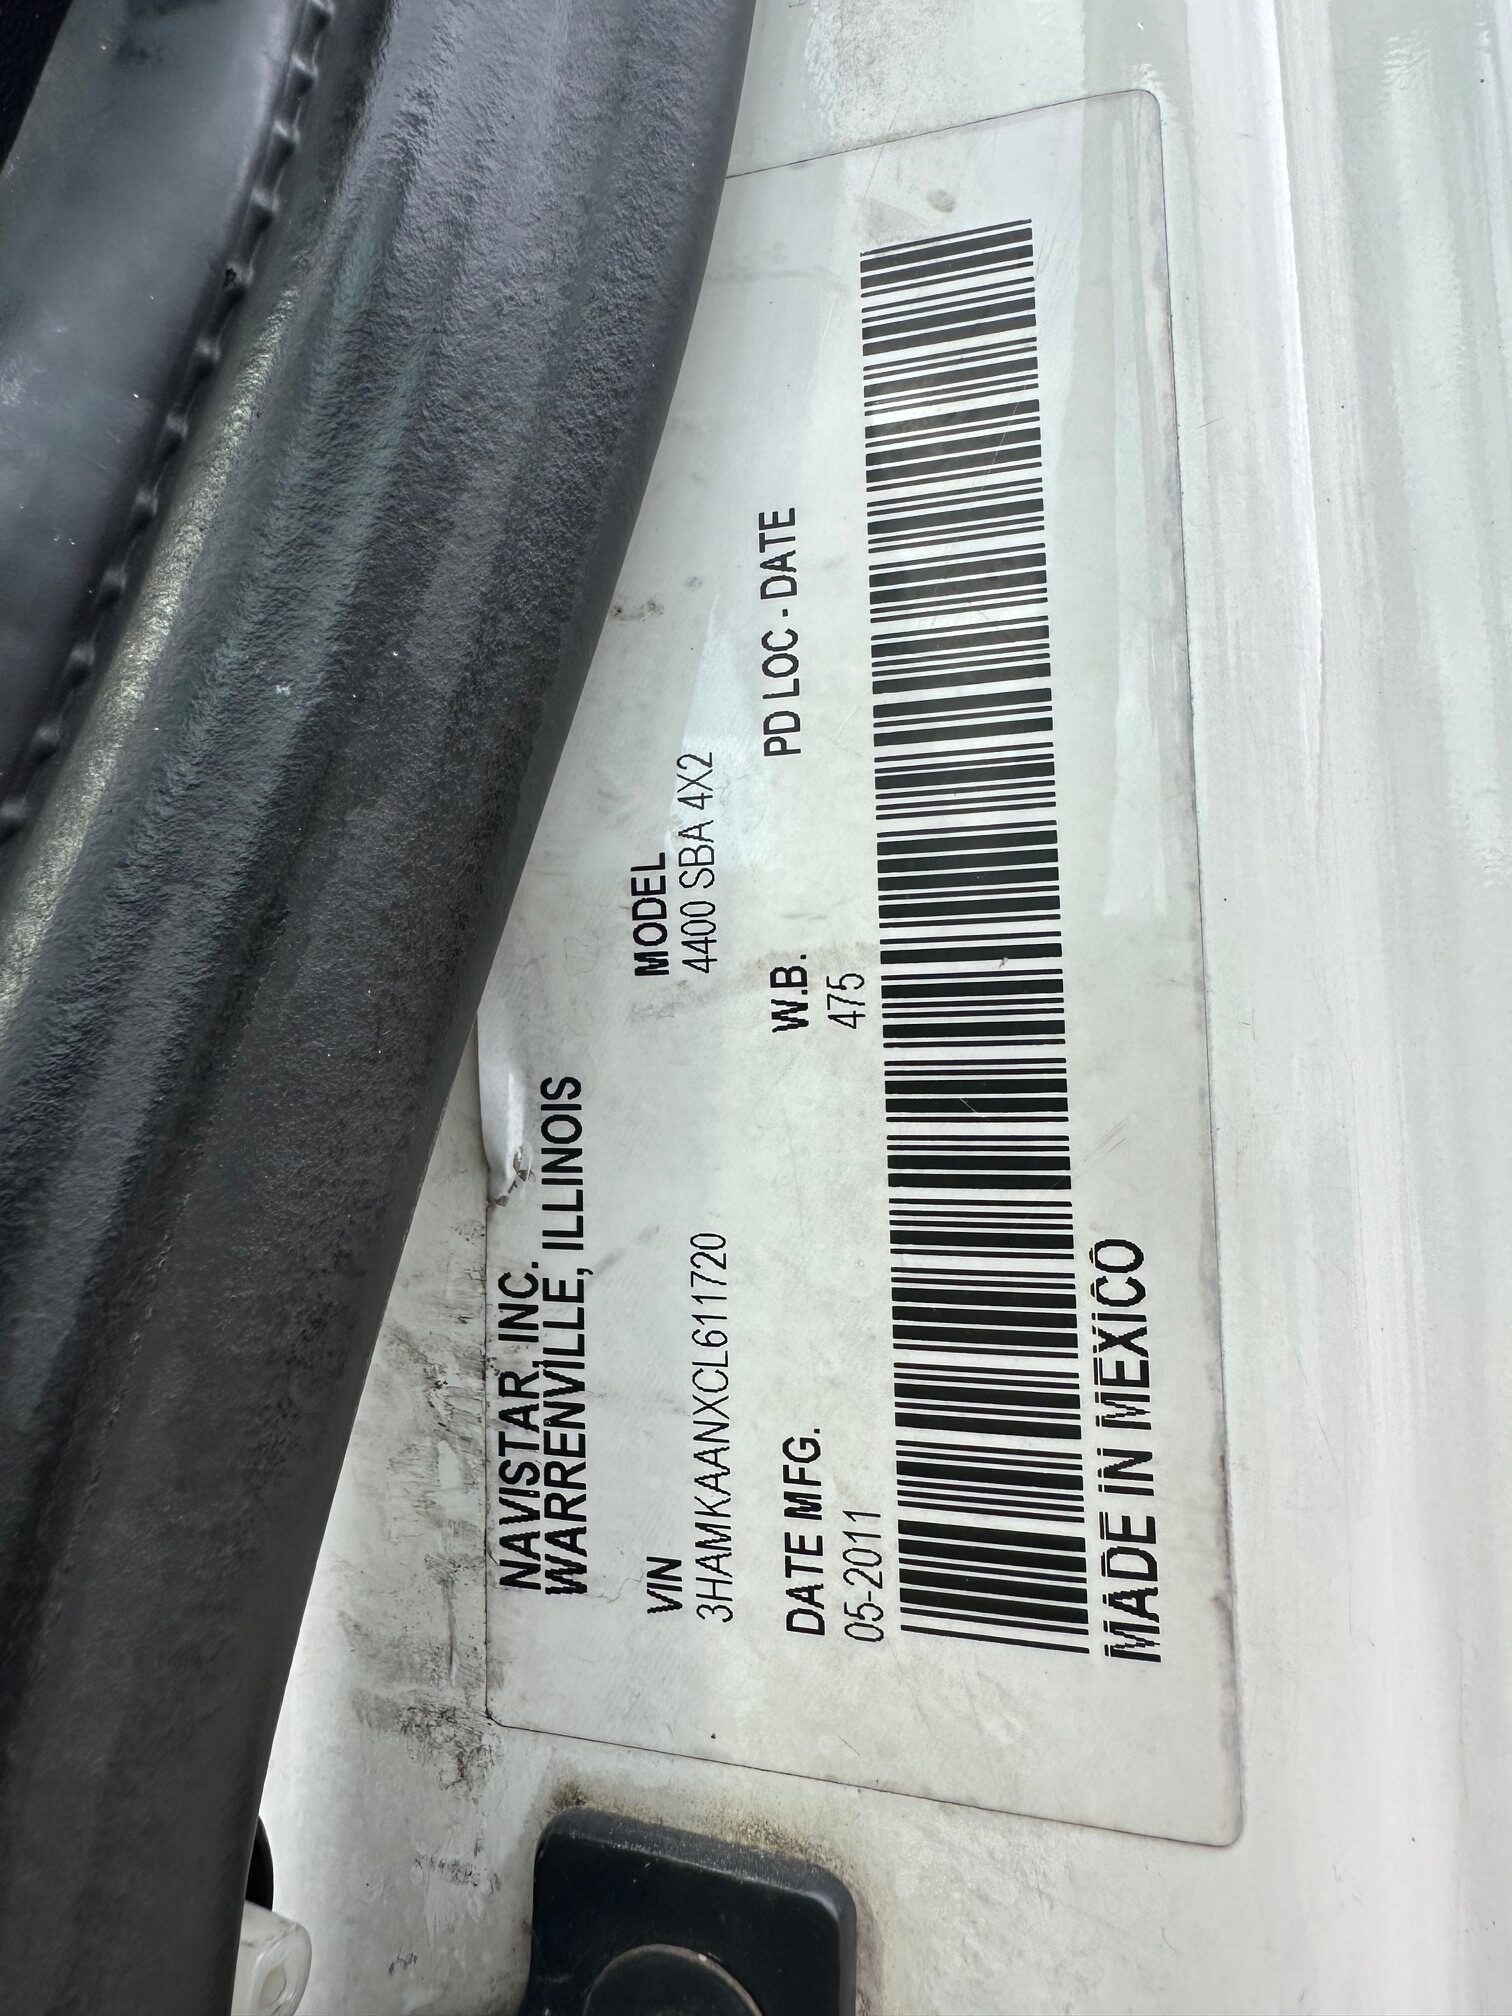 NAVISTAR, INC.
WARRENVILLE, ILLINOIS
VIN
3HAMKAANXCL611720
MODEL
4400 SBA 4X2
DATE MFG.
05-2011
W.B.
475
PD LOC - DATE
MADE IN MEXICO